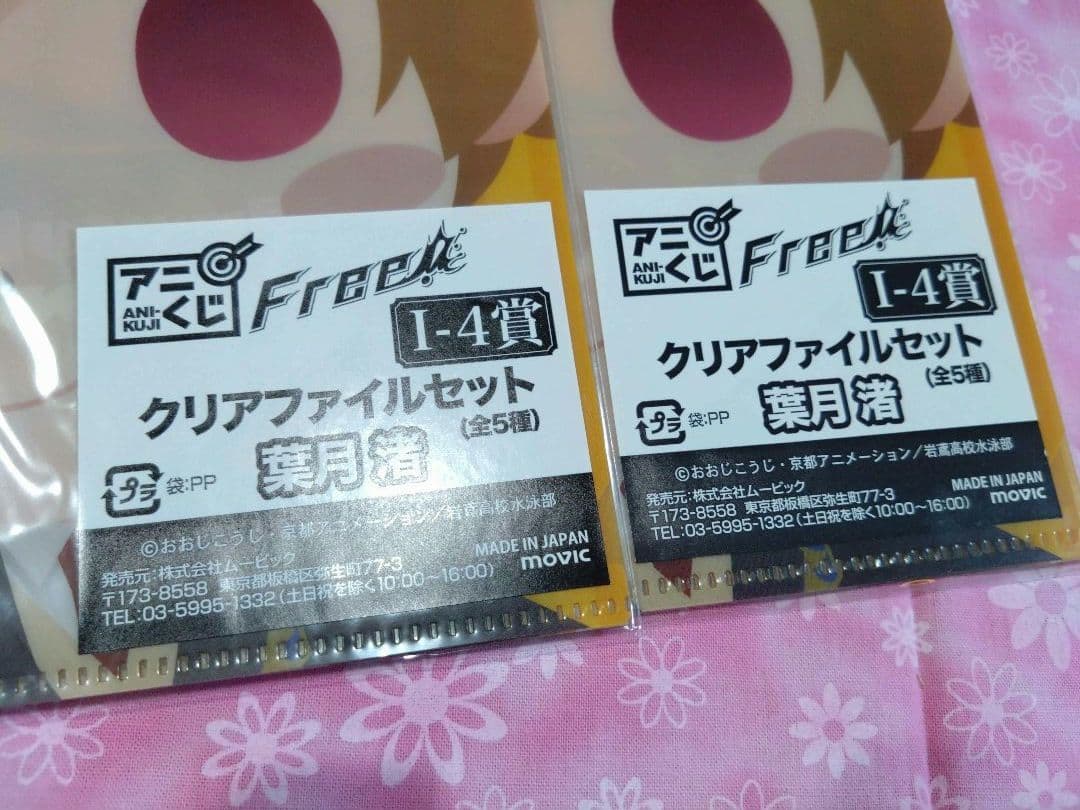 アニくじ
ANI-KUJI
Free!
I-4賞
クリアファイルセット
(全5種)
葉月 渚
プラ 袋:PP
©おおじこうじ・京都アニメーション/岩鳶高校水泳部
発売元:株式会社ムービック
〒173-8558 東京都板橋区弥生町77-3
TEL:03-5995-1332(土日祝を除く10:00~16:00)
MADE IN JAPAN
movic
アニくじ
ANI-KUJI
Free!
I-4賞
クリアファイルセット
(全5種)
葉月 渚
プラ 袋:PP
©おおじこうじ・京都アニメーション/岩鳶高校水泳部
発売元:株式会社ムービック
〒173-8558 東京都板橋区弥生町77-3
TEL:03-5995-1332(土日祝を除く10:00~16:00)
MADE IN JAPAN
movic